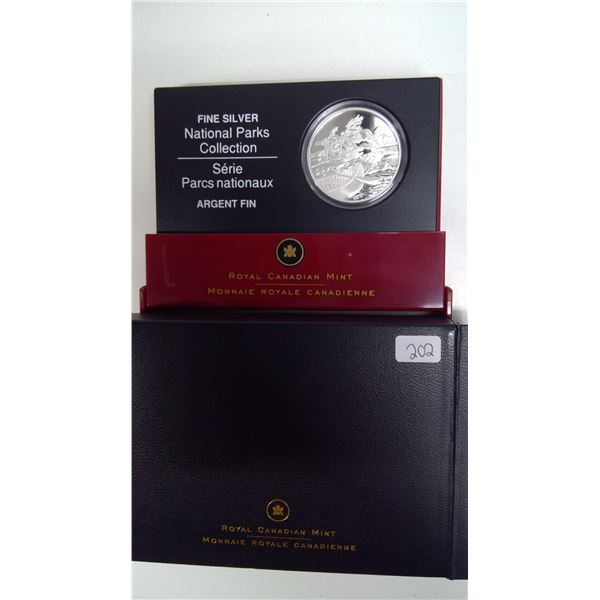 FINE SILVER
National Parks
Collection
Série
Parcs nationaux
ARGENT FIN
ROYAL CANADIAN MINT
MONNAIE ROYALE CANADIENNE
202
ROYAL CANADIAN MINT
MONNAIE ROYALE CANADIENNE